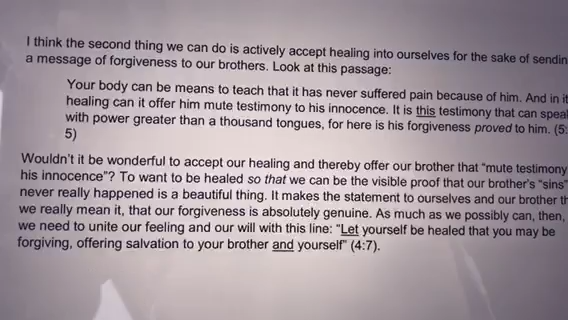 I think the second thing we can do is actively accept healing into ourselves for the sake of sendin
a message of forgiveness to our brothers. Look at this passage:
Your body can be means to teach that it has never suffered pain because of him. And in it
healing can it offer him mute testimony to his innocence. It is this testimony that can speak
with power greater than a thousand tongues, for here is his forgiveness proved to him. (5:
5)
Wouldn't it be wonderful to accept our healing and thereby offer our brother that "mute testimony
his innocence"? To want to be healed so that we can be the visible proof that our brother's "sins"
never really happened is a beautiful thing. It makes the statement to ourselves and our brother th
we really mean it, that our forgiveness is absolutely genuine. As much as we possibly can, then,
we need to unite our feeling and our will with this line: "Let yourself be healed that you may be
forgiving, offering salvation to your brother and yourself" (4:7).